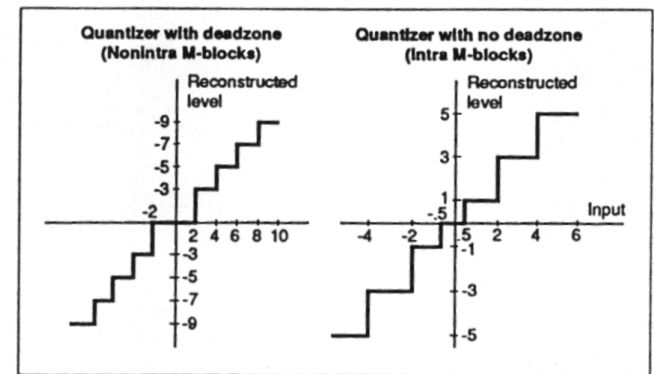 Quantizer with deadzone
(Nonintra M-blocks)
Reconstructed
level
-9
-7
-5
-3
-2
2 4 6 8 10
-3
-5
-7
-9
Quantizer with no deadzone
(Intra M-blocks)
Reconstructed
level
5
3
1
-.5
Input
-4 -2 .5 2 4 6
-1
-3
-5